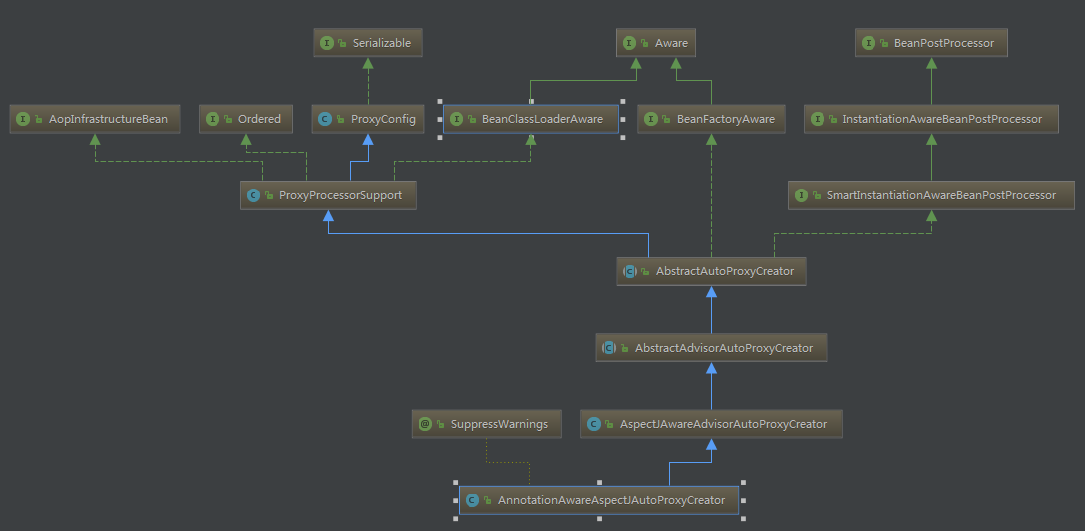 Serializable
Aware
BeanPostProcessor
AopInfrastructureBean
Ordered
ProxyConfig
BeanClassLoaderAware
BeanFactoryAware
InstantiationAwareBeanPostProcessor
ProxyProcessorSupport
SmartInstantiationAwareBeanPostProcessor
AbstractAutoProxyCreator
AbstractAdvisorAutoProxyCreator
SuppressWarnings
AspectJAwareAdvisorAutoProxyCreator
AnnotationAwareAspectJAutoProxyCreator